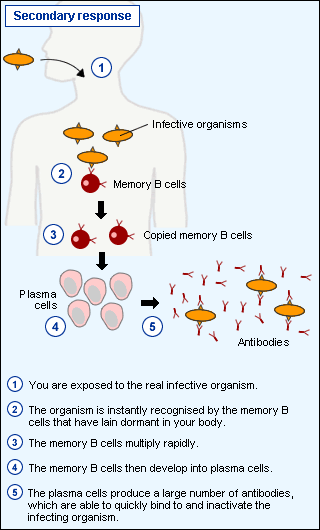 Secondary response
1
Infective organisms
2
Memory B cells
3
Copied memory B cells
Plasma
cells
4
5
Antibodies
1 You are exposed to the real infective organism.
2 The organism is instantly recognised by the memory B
cells that have lain dormant in your body.
3 The memory B cells multiply rapidly.
4 The memory B cells then develop into plasma cells.
5 The plasma cells produce a large number of antibodies,
which are able to quickly bind to and inactivate the
infecting organism.